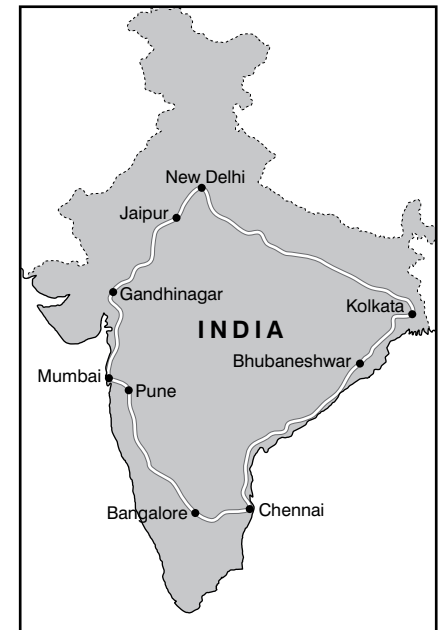 New Delhi
Jaipur
Gandhinagar
Kolkata
INDIA
Bhubaneshwar
Mumbai
Pune
Bangalore
Chennai